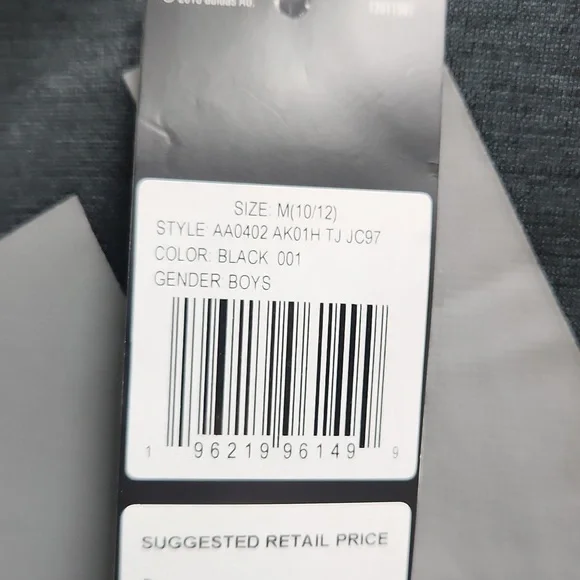 SIZE: M(10/12)
STYLE AA0402 AK01H TJ JC97
COLOR: BLACK 001
GENDER BOYS
1 96219 96149 9
SUGGESTED RETAIL PRICE